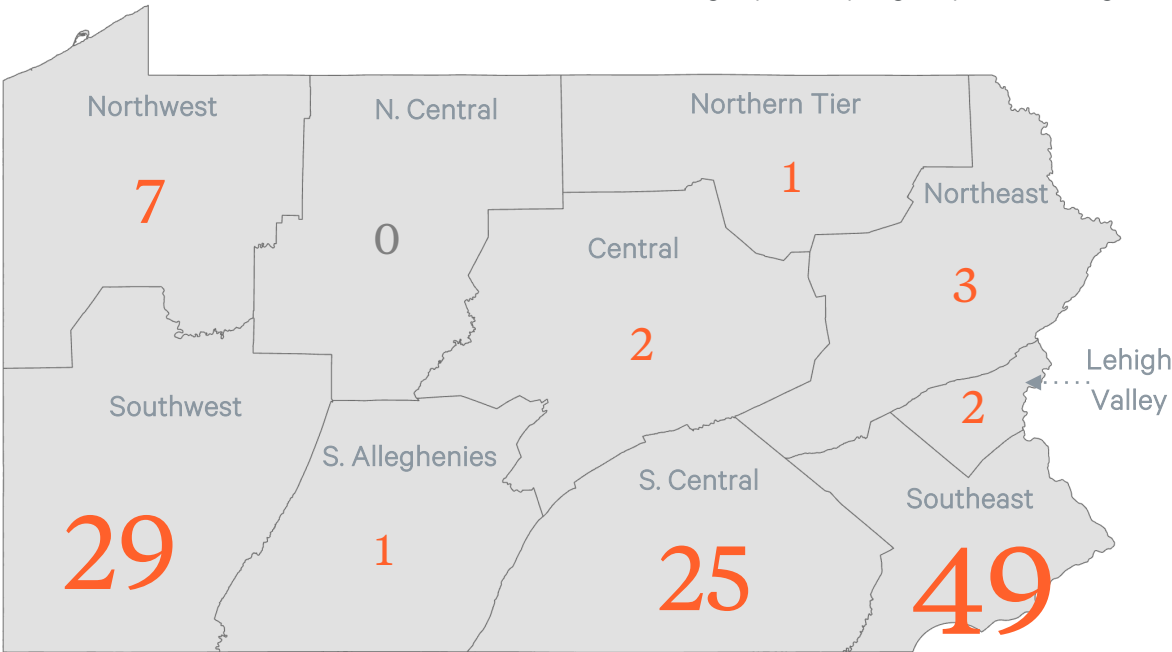 Northwest
7
N. Central
0
Northern Tier
1
Northeast
3
Central
2
Lehigh
Valley
2
Southwest
29
S. Alleghenies
1
S. Central
25
Southeast
49